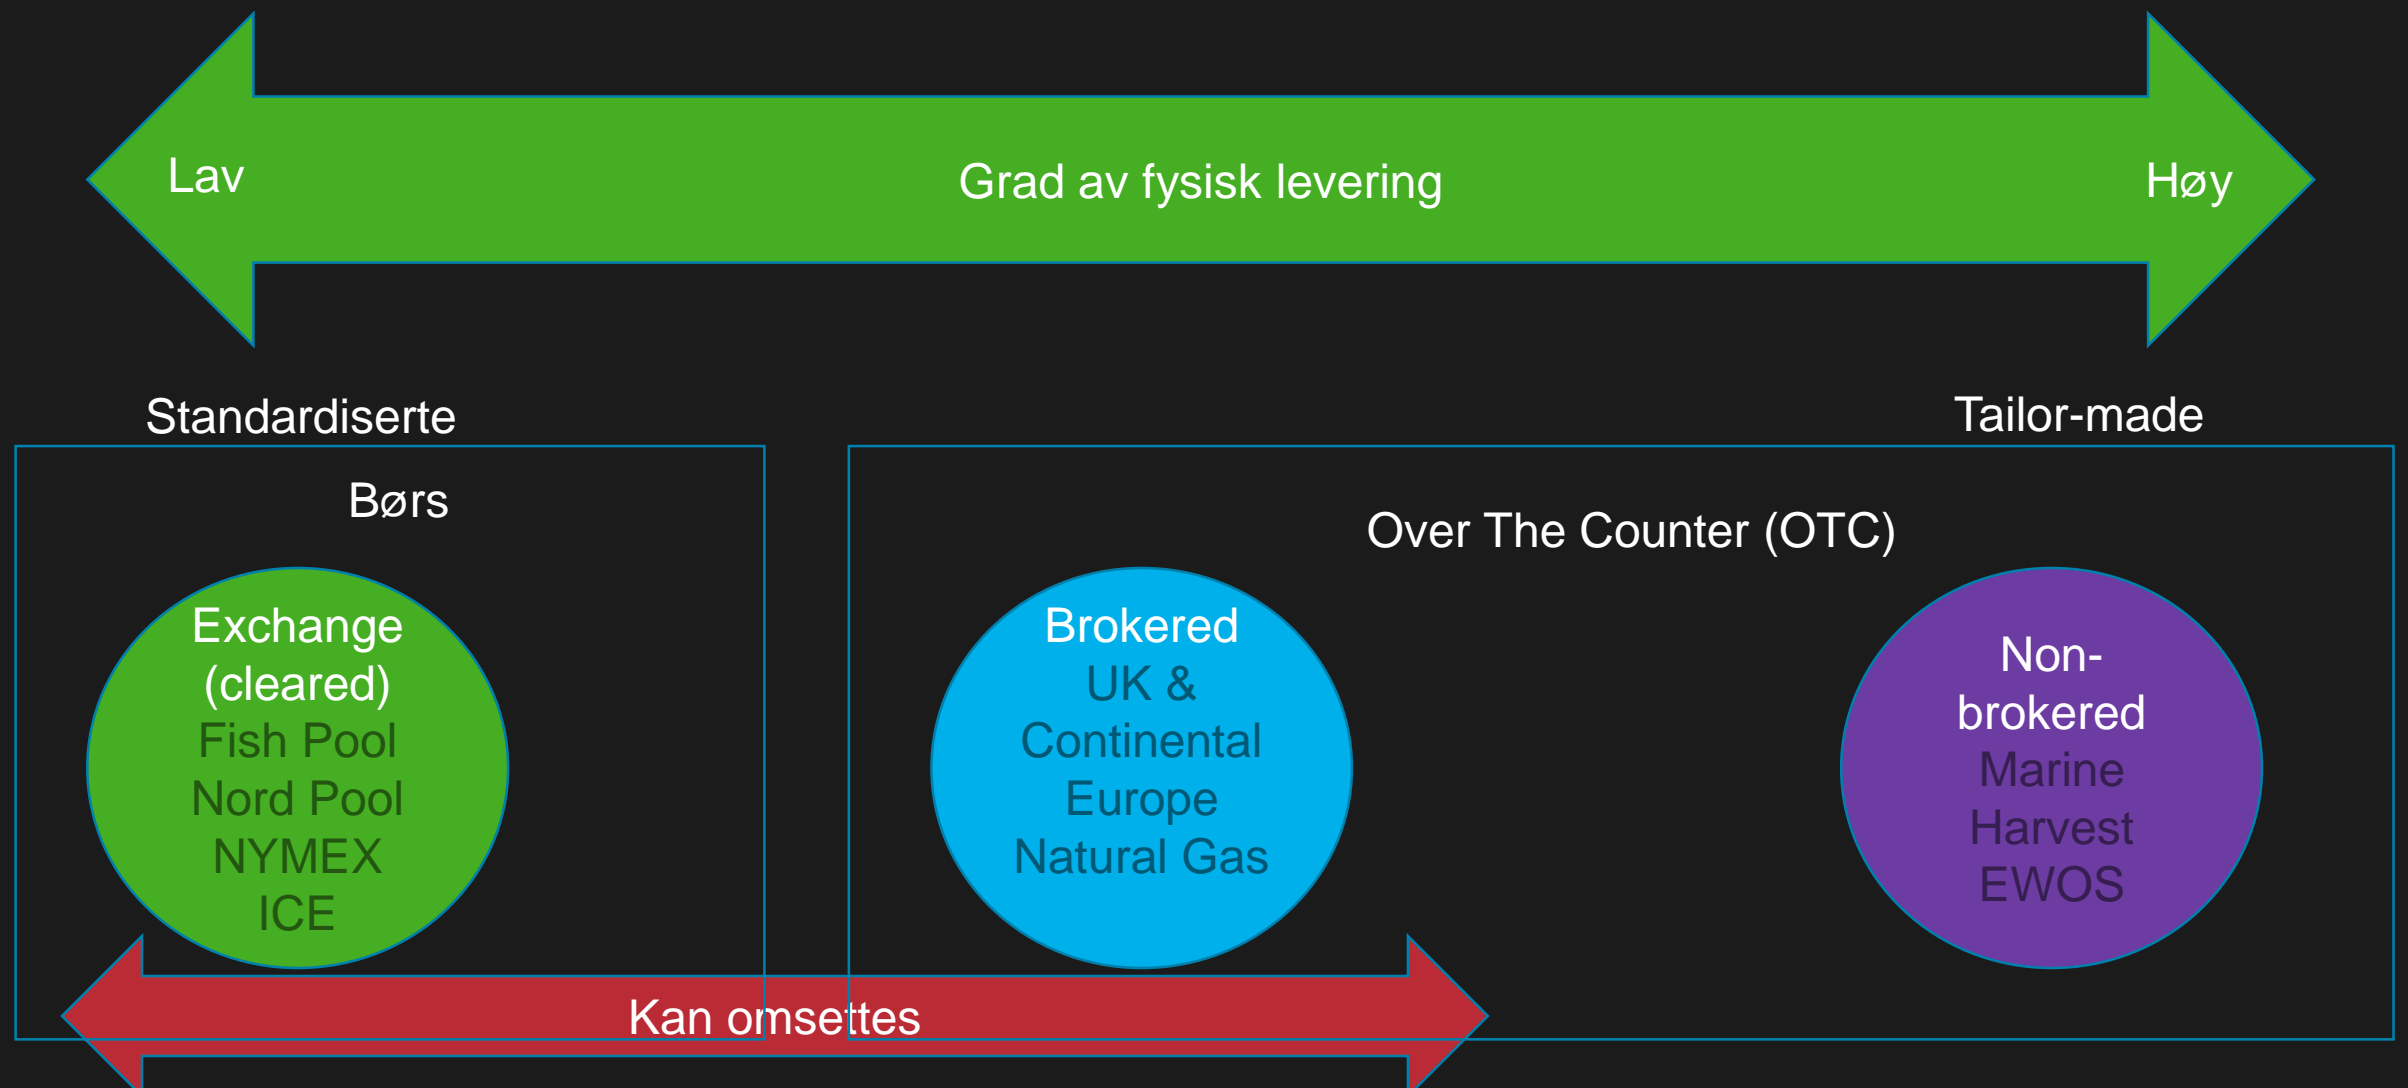 Lav
Grad av fysisk levering
Høy
Standardiserte
Tailor-made
Børs
Over The Counter (OTC)
Exchange
(cleared)
Fish Pool
Nord Pool
NYMEX
ICE
Brokered
UK &
Continental
Europe
Natural Gas
Non-
brokered
Marine
Harvest
EWOS
Kan omsettes